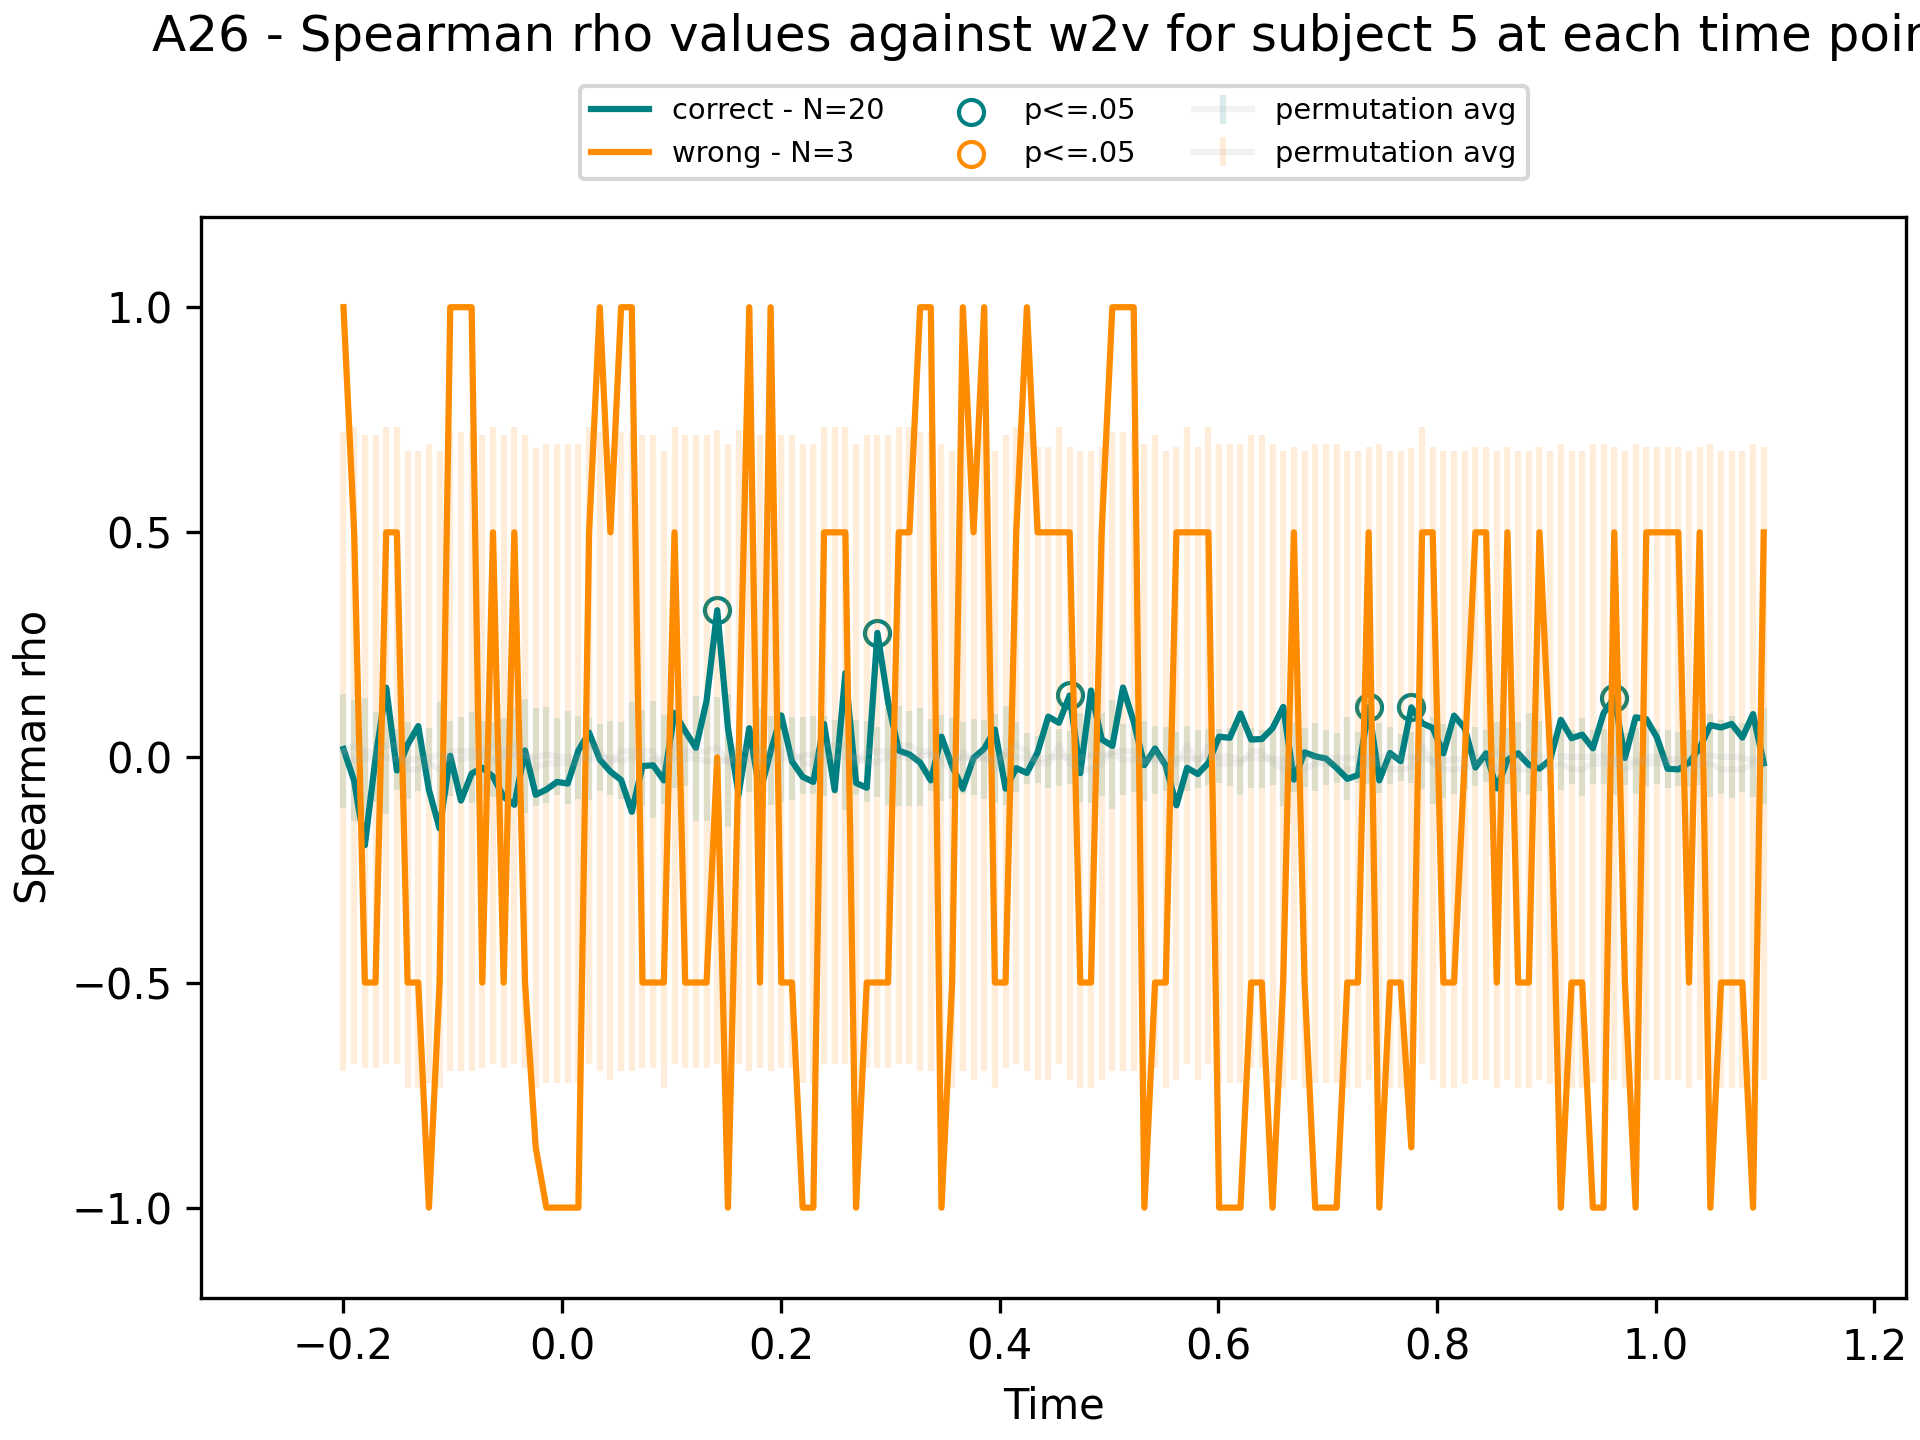 A26 - Spearman rho values against w2v for subject 5 at each time poin
correct - N=20
wrong - N=3
p<=.05
p<=.05
permutation avg
permutation avg
1.0
0.5
0.0
−0.5
−1.0
Spearman rho
−0.2 0.0 0.2 0.4 0.6 0.8 1.0 1.2
Time